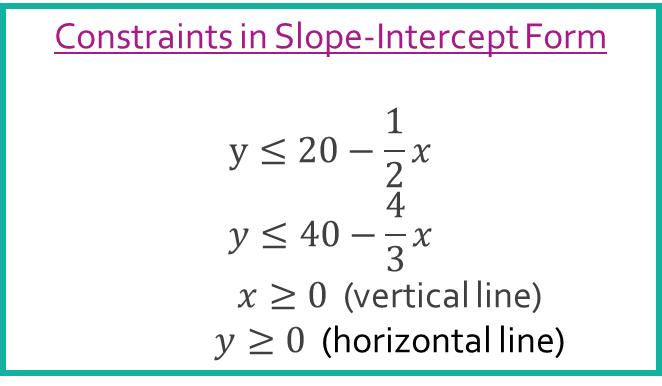 Constraints in Slope-Intercept Form
y ≤ 20 − 1/2 x
y ≤ 40 − 4/3 x
x ≥ 0 (vertical line)
y ≥ 0 (horizontal line)